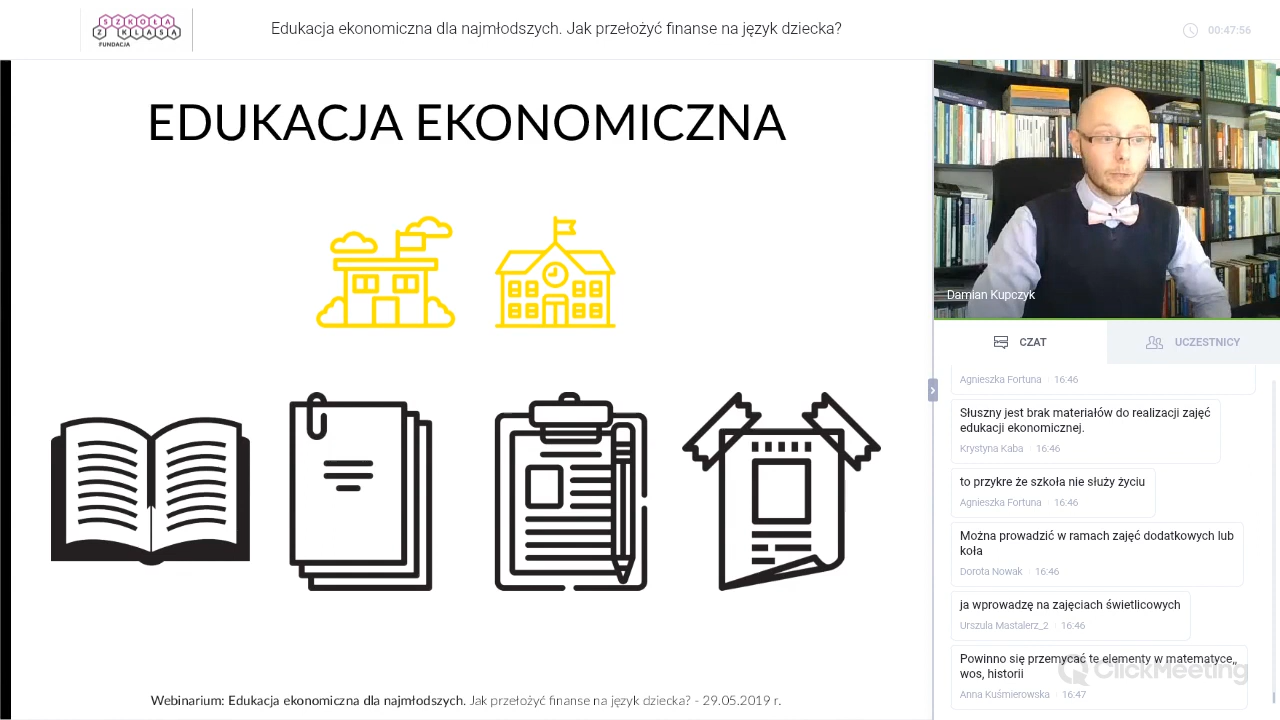 SZKOŁA
Z KLASĄ
FUNDACJA
Edukacja ekonomiczna dla najmłodszych. Jak przełożyć finanse na język dziecka?
00:47:56
EDUKACJA EKONOMICZNA
Webinarium: Edukacja ekonomiczna dla najmłodszych. Jak przełożyć finanse na język dziecka? - 29.05.2019 r.
Damian Kupczyk
CZAT
UCZESTNICY
Agnieszka Fortuna 16:46
Słuszny jest brak materiałów do realizacji zajęć
edukacji ekonomicznej.
Krystyna Kaba 16:46
to przykre że szkoła nie służy życiu
Agnieszka Fortuna 16:46
Można prowadzić w ramach zajęć dodatkowych lub
koła
Dorota Nowak 16:46
ja wprowadzę na zajęciach świetlicowych
Urszula Mastalerz_2 16:46
Powinno się przemycać te elementy w matematyce,,
wos, historii
Anna Kuśmierowska 16:47
ClickMeeting